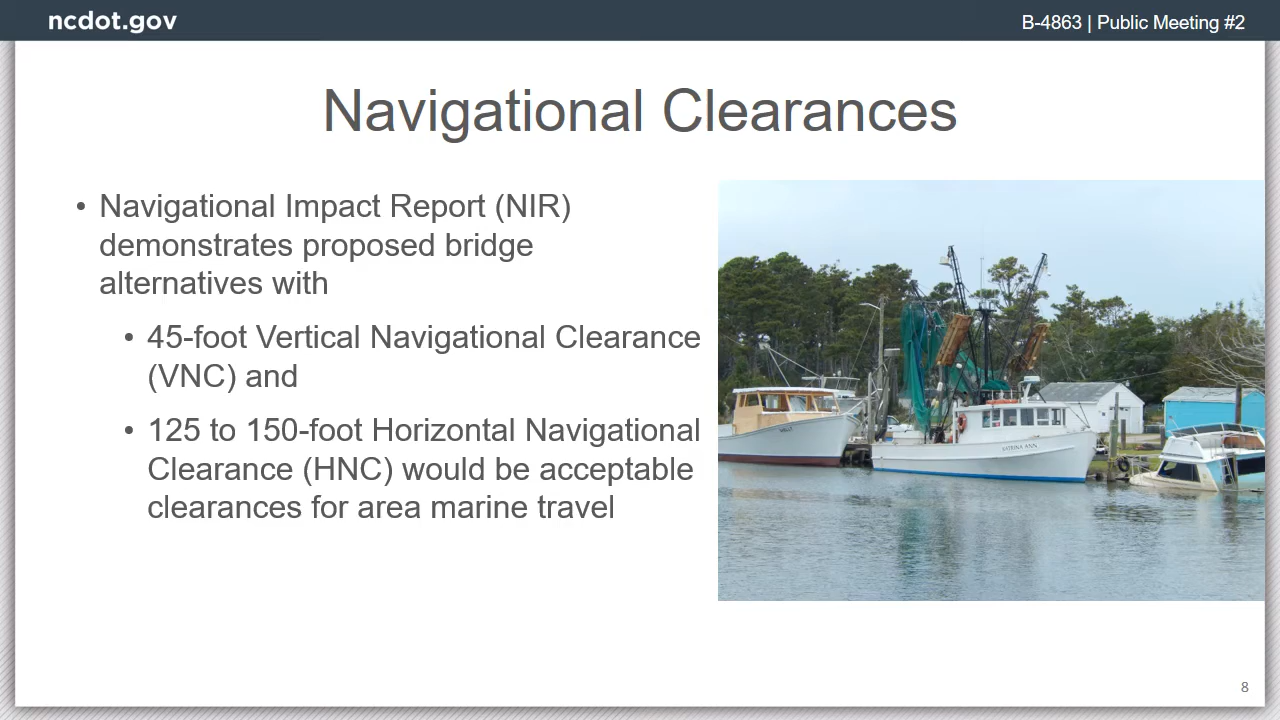 ncdot.gov
B-4863 | Public Meeting #2
Navigational Clearances
• Navigational Impact Report (NIR)
demonstrates proposed bridge
alternatives with
• 45-foot Vertical Navigational Clearance
(VNC) and
• 125 to 150-foot Horizontal Navigational
Clearance (HNC) would be acceptable
clearances for area marine travel
KATRINA ANN
8